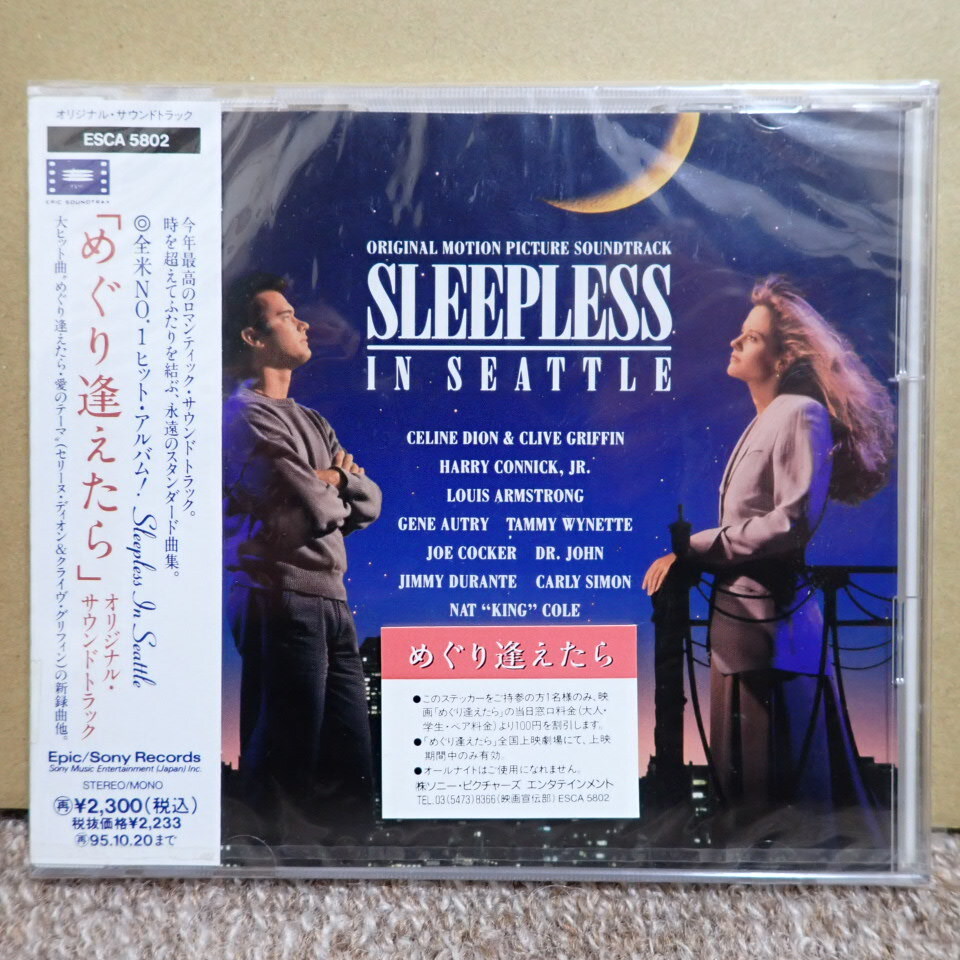 オリジナル・サウンドトラック
ESCA 5802
EPIC SOUNDTRAX
今年最高のロマンティック・サウンドトラック。
時を超えてふたりを結ぶ、永遠のスタンダード曲集。
◎全米NO.1ヒット・アルバム! Sleepless In Seattle
「めぐり逢えたら」オリジナル・
サウンドトラック
大ヒット曲“めぐり逢えたら・愛のテーマ”(セリーヌ・ディオン&クライヴ・グリフィン)の新録曲他。
Epic/Sony Records
Sony Music Entertainment (Japan) Inc.
STEREO/MONO
再¥2,300(税込)
税抜価格¥2,233
再95.10.20まで
ORIGINAL MOTION PICTURE SOUNDTRACK
SLEEPLESS
IN SEATTLE
CELINE DION & CLIVE GRIFFIN
HARRY CONNICK, JR.
LOUIS ARMSTRONG
GENE AUTRY TAMMY WYNETTE
JOE COCKER DR. JOHN
JIMMY DURANTE CARLY SIMON
NAT “KING” COLE
めぐり逢えたら
●このステッカーをご持参の方1名様のみ、映
画「めぐり逢えたら」の当日窓口料金(大人・
学生・ペア料金)より100円を割引します。
●「めぐり逢えたら」全国上映劇場にて、上映
期間中のみ有効。
●オールナイトはご使用になれません。
㈱ソニー・ピクチャーズ エンタテインメント
TEL.03(5473)8366(映画宣伝部) ESCA 5802